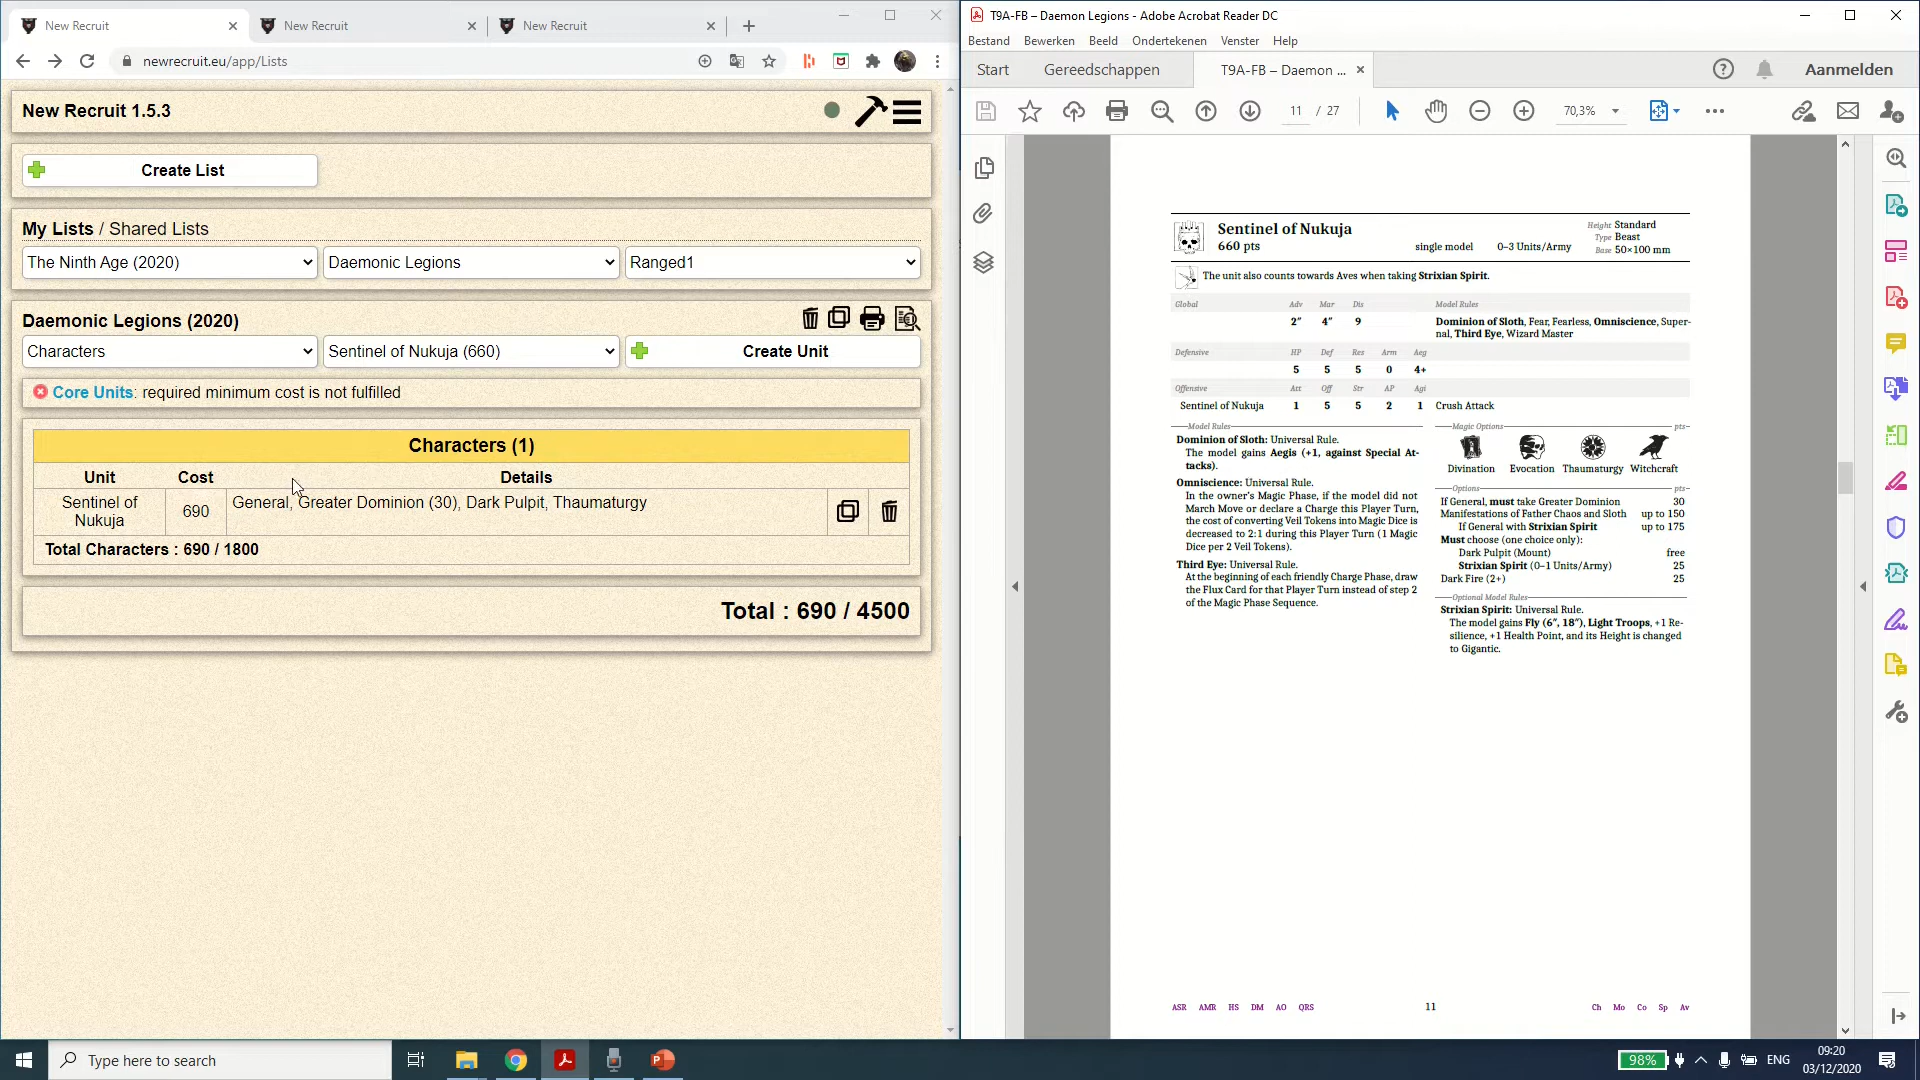 New Recruit
New Recruit
New Recruit
newrecruit.eu/app/Lists
New Recruit 1.5.3
Create List
My Lists / Shared Lists
The Ninth Age (2020)
Daemonic Legions
Ranged1
Daemonic Legions (2020)
Characters
Sentinel of Nukuja (660)
Create Unit
Core Units: required minimum cost is not fulfilled
Characters (1)
Unit Cost Details
Sentinel of
Nukuja
690
General, Greater Dominion (30), Dark Pulpit, Thaumaturgy
Total Characters : 690 / 1800
Total : 690 / 4500
T9A-FB – Daemon Legions - Adobe Acrobat Reader DC
Bestand Bewerken Beeld Ondertekenen Venster Help
Start Gereedschappen T9A-FB – Daemon ... Aanmelden
11 / 27 70,3%
Sentinel of Nukuja
660 pts single model 0–3 Units/Army
Height Standard
Type Beast
Base 50×100 mm
The unit also counts towards Aves when taking Strixian Spirit.
Global Adv Mar Dis Model Rules
2″ 4″ 9 Dominion of Sloth, Fear, Fearless, Omniscience, Super-
nal, Third Eye, Wizard Master
Defensive HP Def Res Arm Aeg
5 5 5 0 4+
Offensive Att Off Str AP Agi
Sentinel of Nukuja 1 5 5 2 1 Crush Attack
Model Rules
Dominion of Sloth: Universal Rule.
The model gains Aegis (+1, against Special At-
tacks).
Omniscience: Universal Rule.
In the owner's Magic Phase, if the model did not
March Move or declare a Charge this Player Turn,
the cost of converting Veil Tokens into Magic Dice is
decreased to 2:1 during this Player Turn (1 Magic
Dice per 2 Veil Tokens).
Third Eye: Universal Rule.
At the beginning of each friendly Charge Phase, draw
the Flux Card for that Player Turn instead of step 2
of the Magic Phase Sequence.
Magic Options pts
Divination Evocation Thaumaturgy Witchcraft
Options pts
If General, must take Greater Dominion 30
Manifestations of Father Chaos and Sloth up to 150
If General with Strixian Spirit up to 175
Must choose (one choice only):
Dark Pulpit (Mount) free
Strixian Spirit (0–1 Units/Army) 25
Dark Fire (2+) 25
Optional Model Rules
Strixian Spirit: Universal Rule.
The model gains Fly (6″, 18″), Light Troops, +1 Re-
silience, +1 Health Point, and its Height is changed
to Gigantic.
ASR AMR HS DM AO QRS 11 Ch Mo Co Sp Av
Type here to search
98%
ENG
09:20
03/12/2020